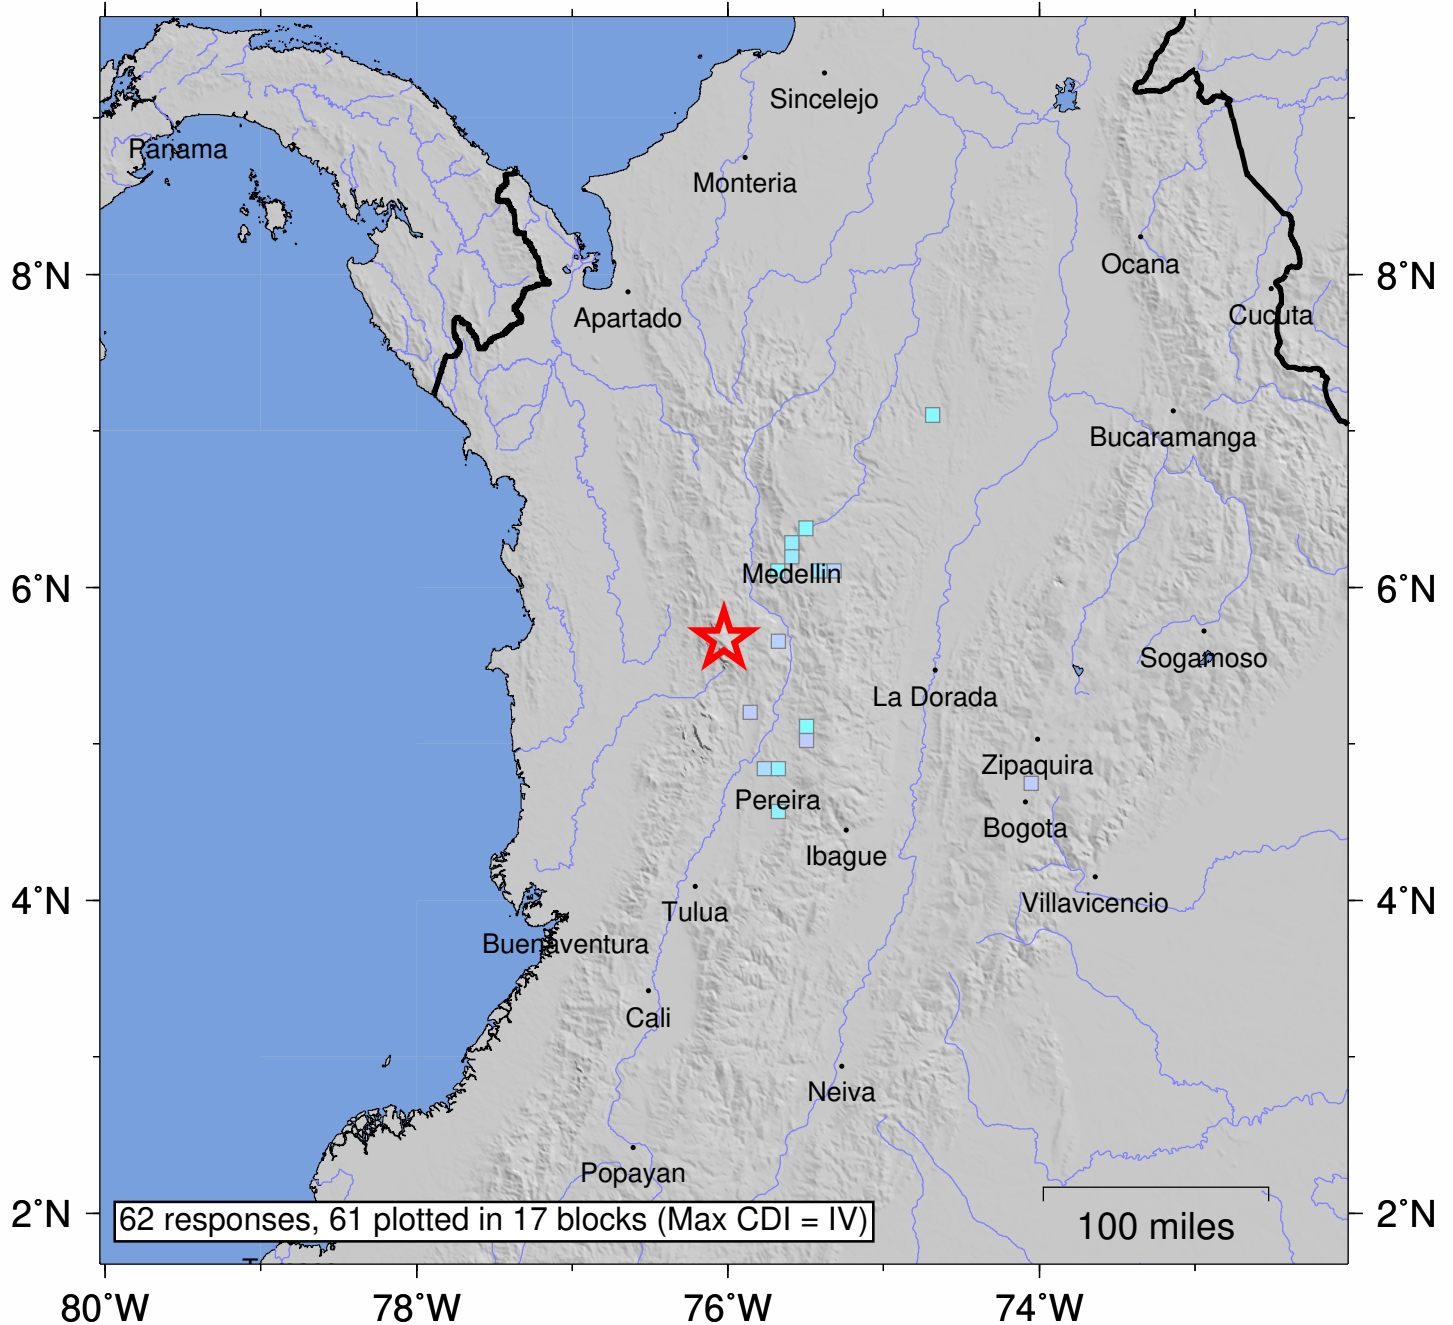 Sincelejo
Panama
Monteria
Ocana
8˚N
8˚N
Cucuta
Apartado
Bucaramanga
Medellin
6˚N
6˚N
Sogamoso
La Dorada
Zipaquira
Pereira
Bogota
Ibague
4˚N
4˚N
Villavicencio
Tulua
Buenaventura
Cali
Neiva
Popayan
2˚N
62 responses, 61 plotted in 17 blocks (Max CDI = IV)
100 miles
2˚N
80˚W
78˚W
76˚W
74˚W